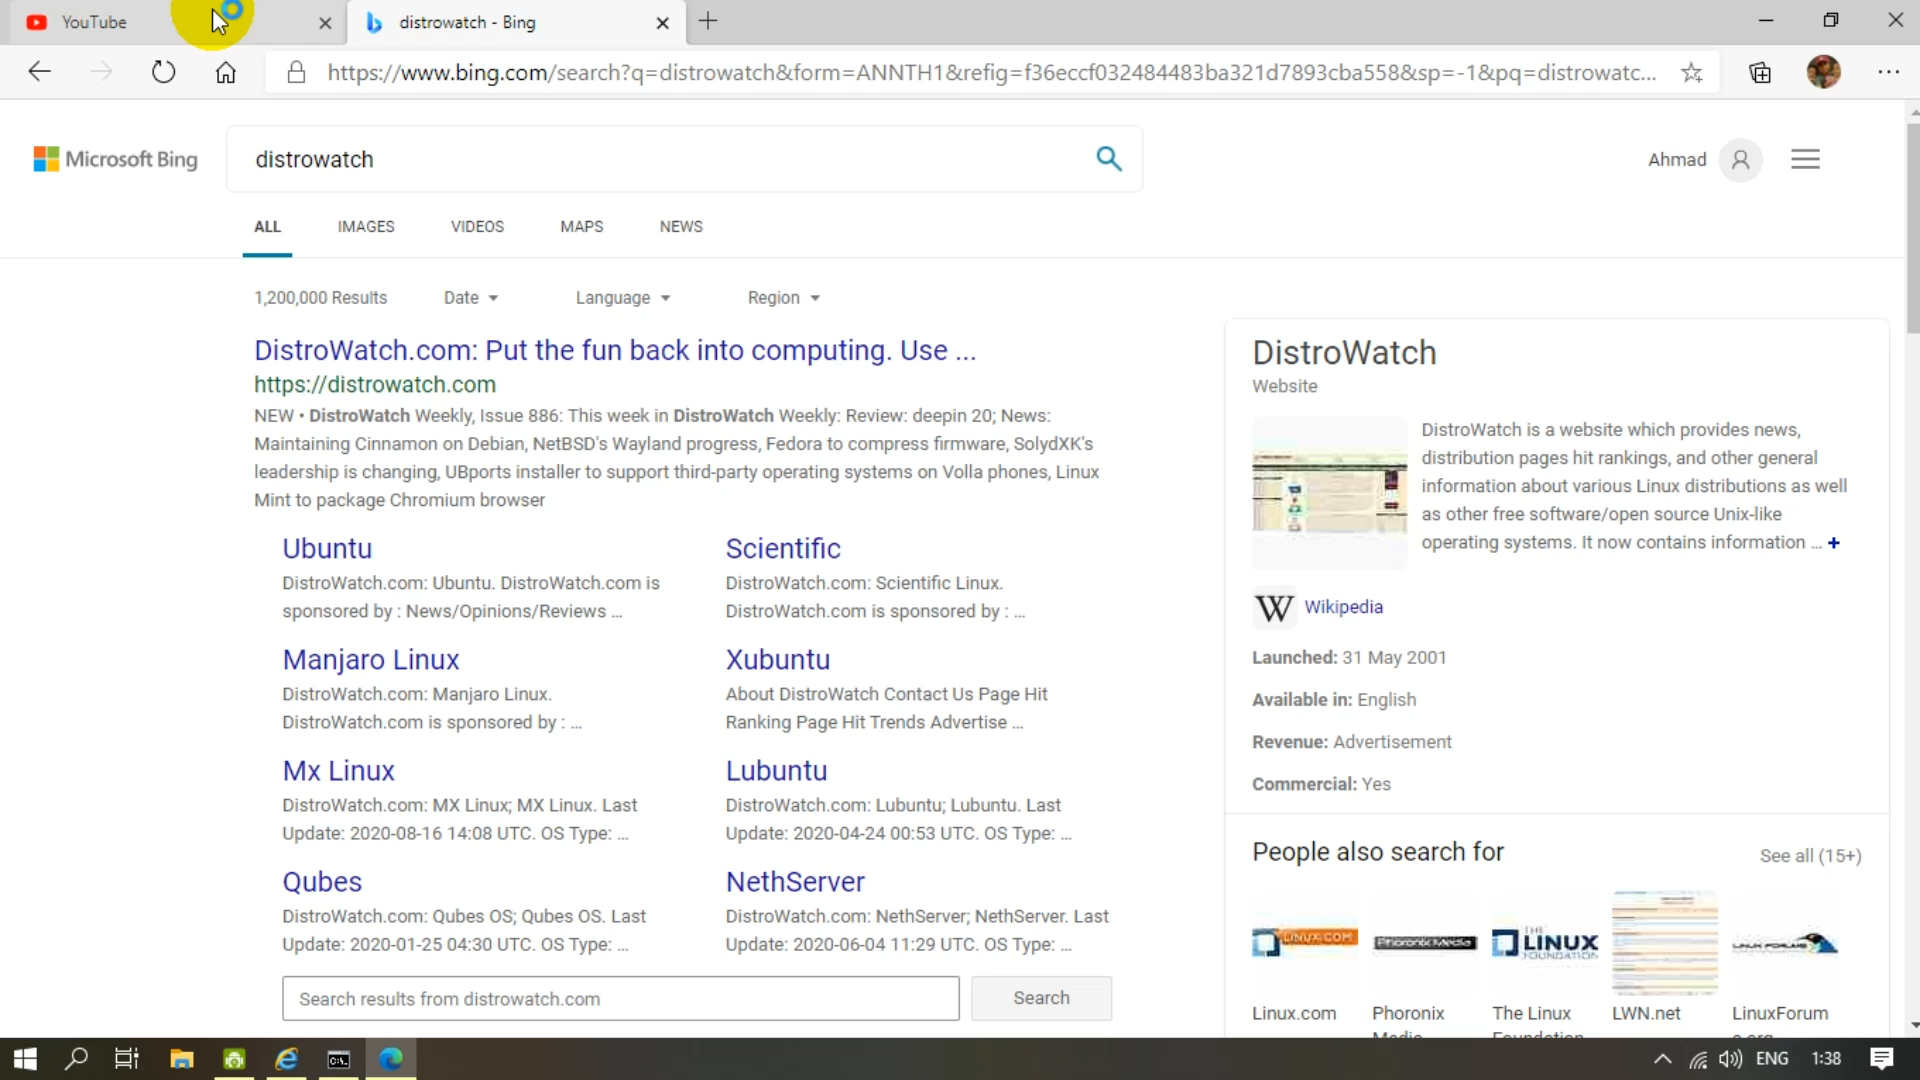 YouTube
distrowatch - Bing
https://www.bing.com/search?q=distrowatch&form=ANNTH1&refig=f36eccf032484483ba321d7893cba558&sp=-1&pq=distrowatc...
Microsoft Bing
distrowatch
Ahmad
ALL IMAGES VIDEOS MAPS NEWS
1,200,000 Results Date Language Region
DistroWatch.com: Put the fun back into computing. Use ...
https://distrowatch.com
NEW • DistroWatch Weekly, Issue 886: This week in DistroWatch Weekly: Review: deepin 20; News:
Maintaining Cinnamon on Debian, NetBSD's Wayland progress, Fedora to compress firmware, SolydXK's
leadership is changing, UBports installer to support third-party operating systems on Volla phones, Linux
Mint to package Chromium browser
Ubuntu
DistroWatch.com: Ubuntu. DistroWatch.com is
sponsored by : News/Opinions/Reviews ...
Scientific
DistroWatch.com: Scientific Linux.
DistroWatch.com is sponsored by : ...
Manjaro Linux
DistroWatch.com: Manjaro Linux.
DistroWatch.com is sponsored by : ...
Xubuntu
About DistroWatch Contact Us Page Hit
Ranking Page Hit Trends Advertise ...
Mx Linux
DistroWatch.com: MX Linux; MX Linux. Last
Update: 2020-08-16 14:08 UTC. OS Type: ...
Lubuntu
DistroWatch.com: Lubuntu; Lubuntu. Last
Update: 2020-04-24 00:53 UTC. OS Type: ...
Qubes
DistroWatch.com: Qubes OS; Qubes OS. Last
Update: 2020-01-25 04:30 UTC. OS Type: ...
NethServer
DistroWatch.com: NethServer; NethServer. Last
Update: 2020-06-04 11:29 UTC. OS Type: ...
Search results from distrowatch.com
Search
DistroWatch
Website
DistroWatch is a website which provides news,
distribution pages hit rankings, and other general
information about various Linux distributions as well
as other free software/open source Unix-like
operating systems. It now contains information ... +
W Wikipedia
Launched: 31 May 2001
Available in: English
Revenue: Advertisement
Commercial: Yes
People also search for
See all (15+)
LINUX.COM
Phoronix Media
THE LINUX FOUNDATION
LINUX FORUMS
Linux.com
Phoronix
Media
The Linux
Foundation
LWN.net
LinuxForum
ENG 1:38